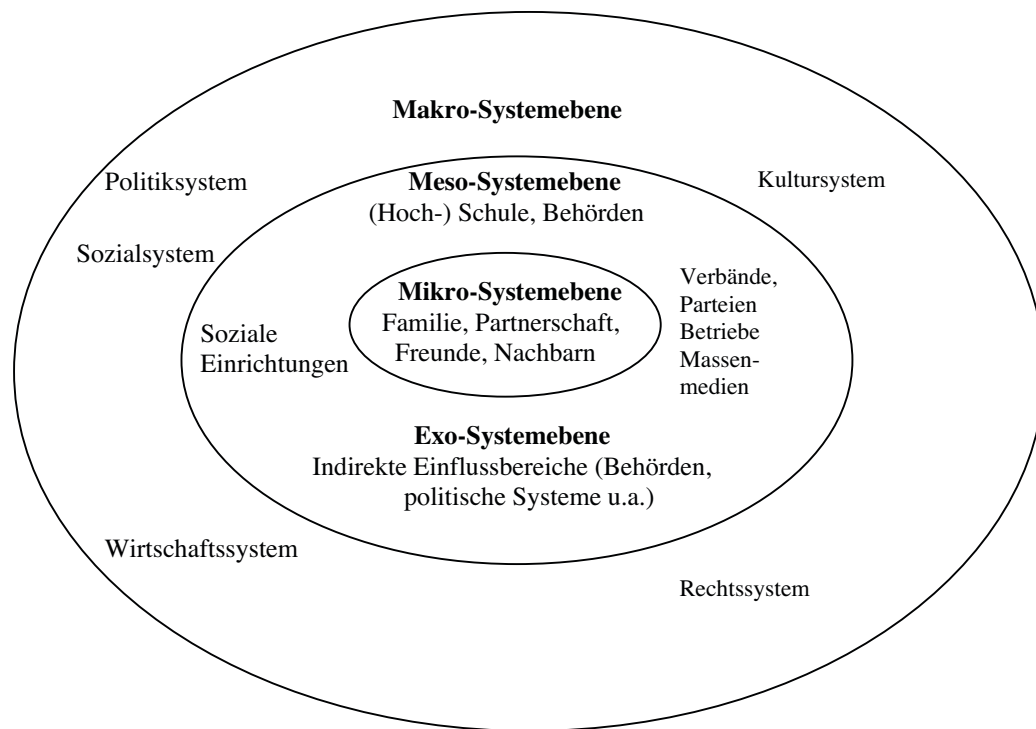 Makro-Systemebene
Politiksystem
Meso-Systemebene
Kultursystem
(Hoch-) Schule, Behörden
Sozialsystem
Mikro-Systemebene
Familie, Partnerschaft,
Freunde, Nachbarn
Verbände,
Parteien
Betriebe
Massen-
medien
Soziale
Einrichtungen
Exo-Systemebene
Indirekte Einflussbereiche (Behörden,
politische Systeme u.a.)
Wirtschaftssystem
Rechtssystem